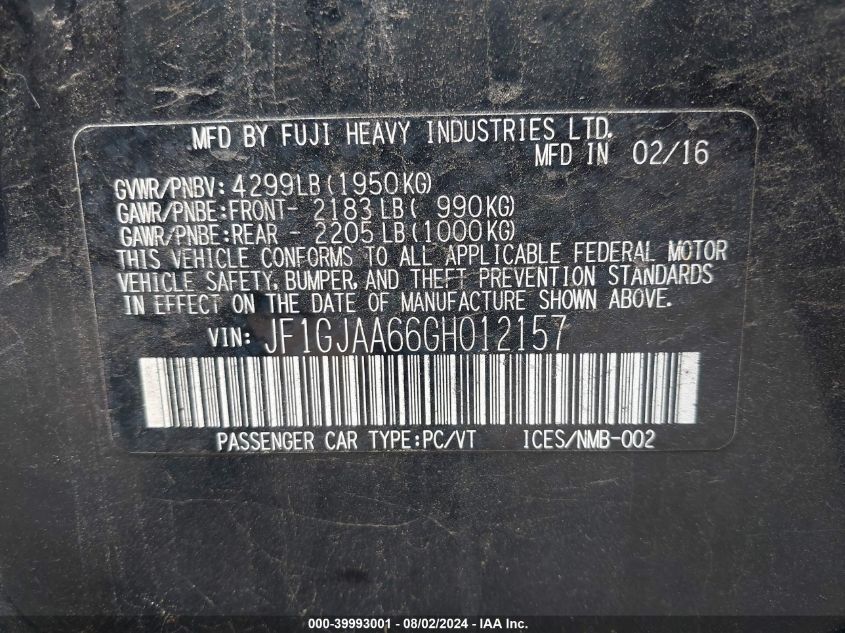 MFD BY FUJI HEAVY INDUSTRIES LTD.
MFD IN 02/16
GVWR/PNBV: 4299LB (1950KG)
GAWR/PNBE:FRONT- 2183 LB ( 990KG)
GAWR/PNBE:REAR - 2205 LB (1000KG)
THIS VEHICLE CONFORMS TO ALL APPLICABLE FEDERAL MOTOR
VEHICLE SAFETY, BUMPER, AND THEFT PREVENTION STANDARDS
IN EFFECT ON THE DATE OF MANUFACTURE SHOWN ABOVE.
VIN: JF1GJAA66GH012157
PASSENGER CAR TYPE:PC/VT ICES/NMB-002
000-39993001 - 08/02/2024 - IAA Inc.